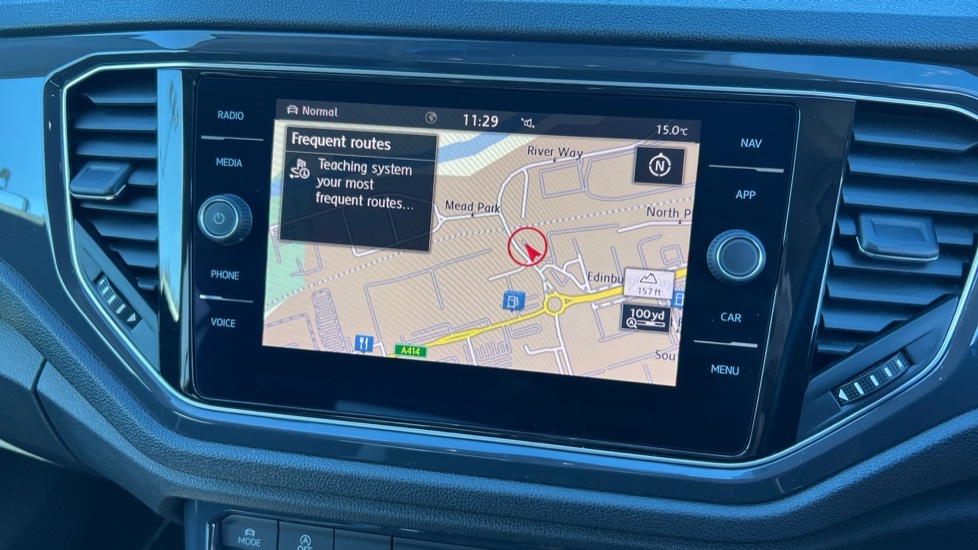 Normal
11:29
15.0°C
Frequent routes
Teaching system
your most
frequent routes...
River Way
N
Mead Park
North P
Edinbu
157 ft
100 yd
A
A414
Sou
RADIO
MEDIA
PHONE
VOICE
NAV
APP
CAR
MENU
MODE
A
OFF